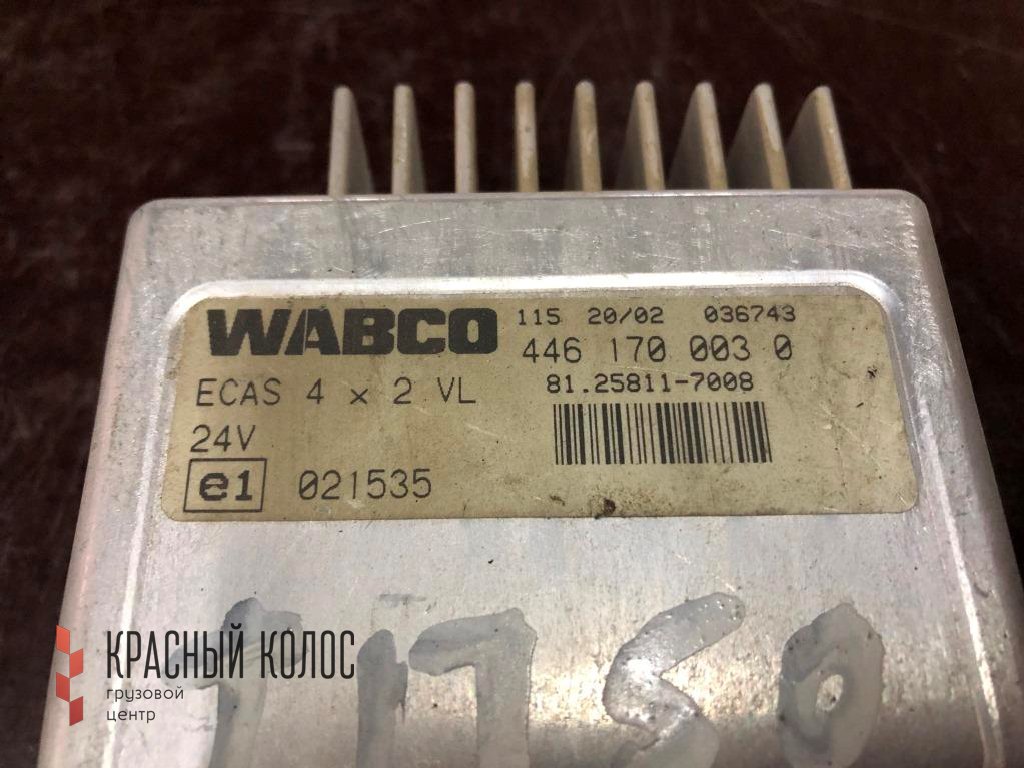 WABCO 115 20/02 036743
446 170 003 0
ECAS 4 x 2 VL 81.25811-7008
24V
e1 021535
11750
КРАСНЫЙ КОЛОС
грузовой
центр